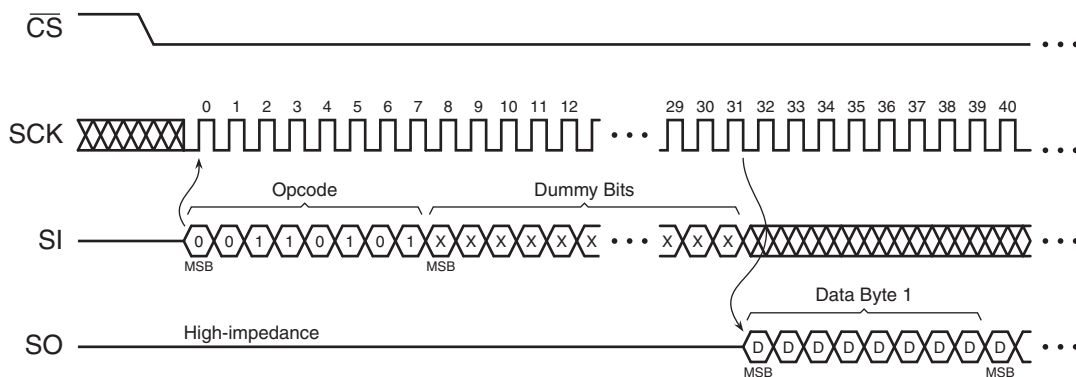 CS
SCK
0 1 2 3 4 5 6 7 8 9 10 11 12 29 30 31 32 33 34 35 36 37 38 39 40
Opcode Dummy Bits
SI
0 0 1 1 0 1 0 1 X X X X X X X X X
MSB MSB
Data Byte 1
SO
High-impedance
D D D D D D D D D
MSB MSB